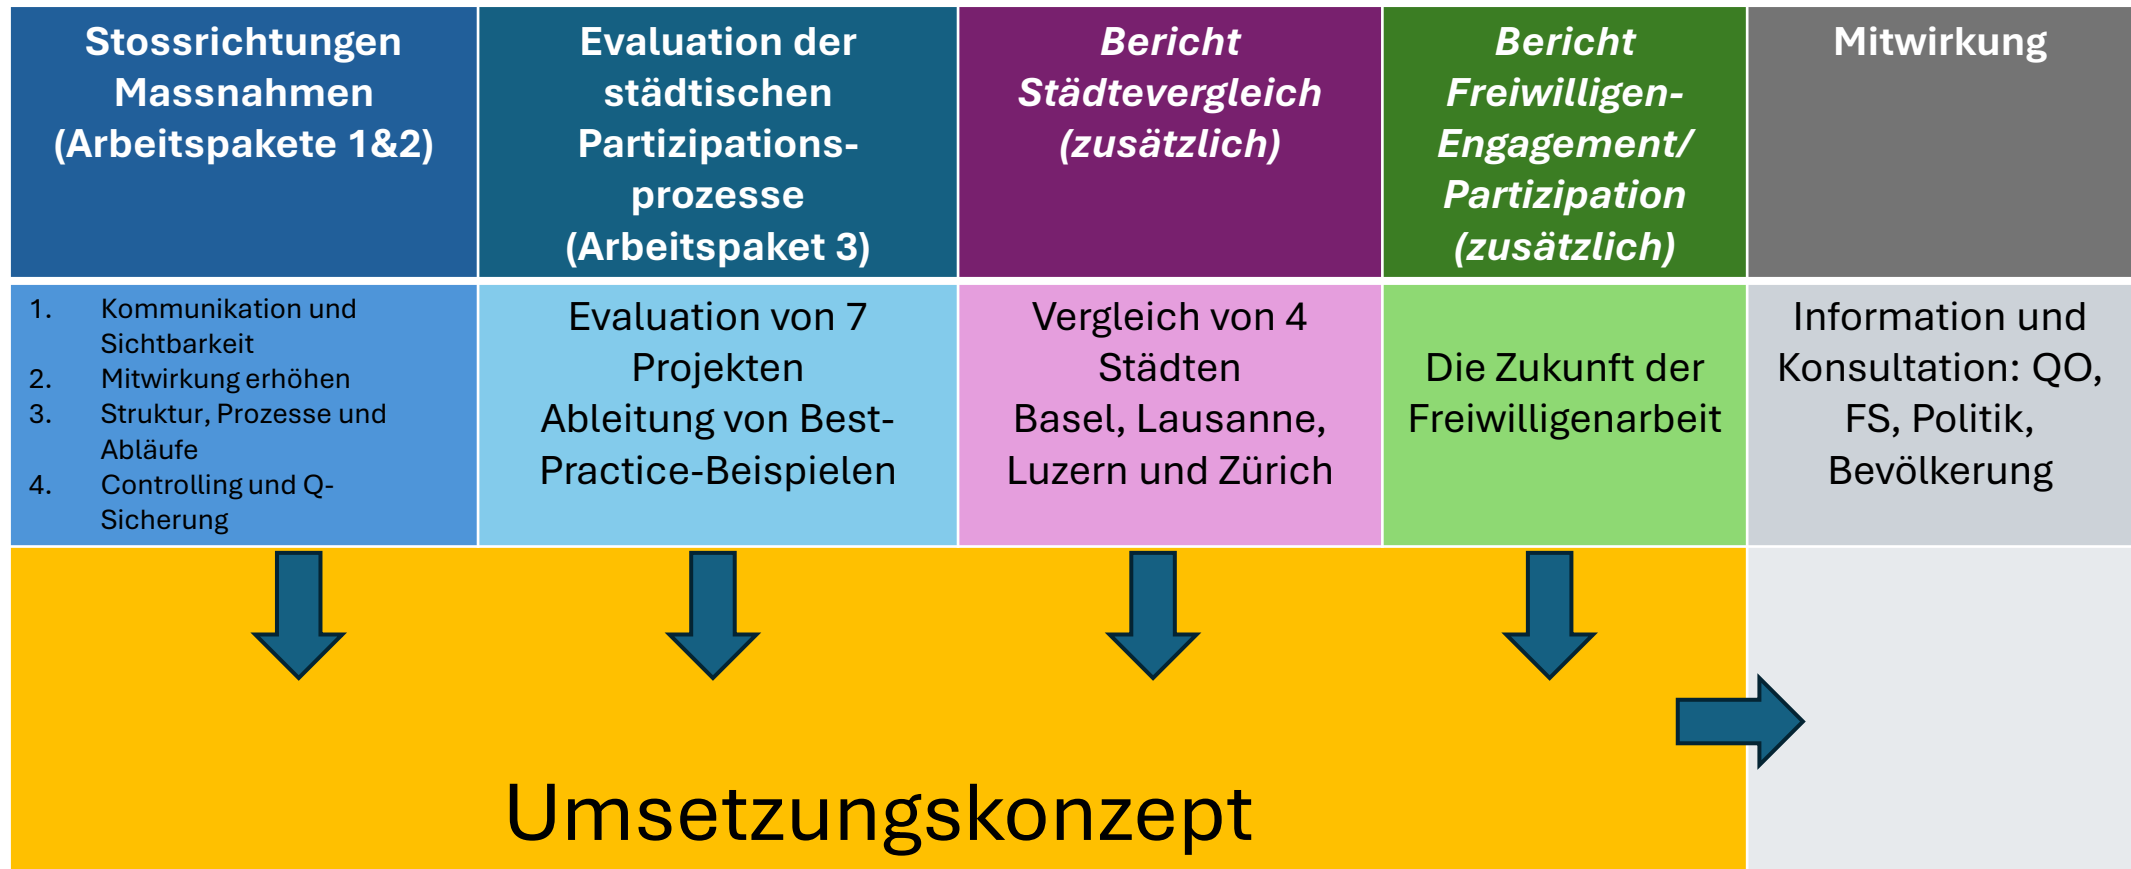 Stossrichtungen
Massnahmen
(Arbeitspakete 1&2)
Evaluation der
städtischen
Partizipations-
prozesse
(Arbeitspaket 3)
Bericht
Städtevergleich
(zusätzlich)
Bericht
Freiwilligen-
Engagement/
Partizipation
(zusätzlich)
Mitwirkung
1. Kommunikation und
Sichtbarkeit
2. Mitwirkung erhöhen
3. Struktur, Prozesse und
Abläufe
4. Controlling und Q-
Sicherung
Evaluation von 7
Projekten
Ableitung von Best-
Practice-Beispielen
Vergleich von 4
Städten
Basel, Lausanne,
Luzern und Zürich
Die Zukunft der
Freiwilligenarbeit
Information und
Konsultation: QO,
FS, Politik,
Bevölkerung
Umsetzungskonzept